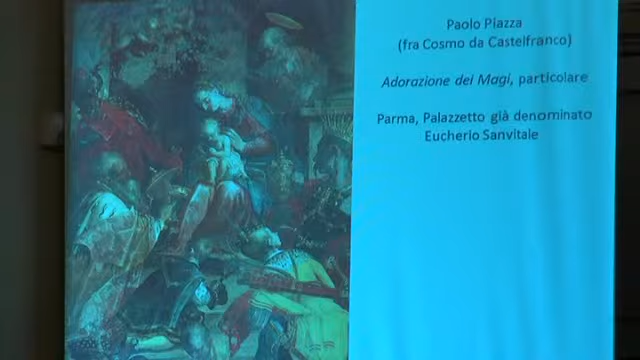 Paolo Piazza
(fra Cosmo da Castelfranco)
Adorazione dei Magi, particolare
Parma, Palazzetto già denominato
Eucherio Sanvitale